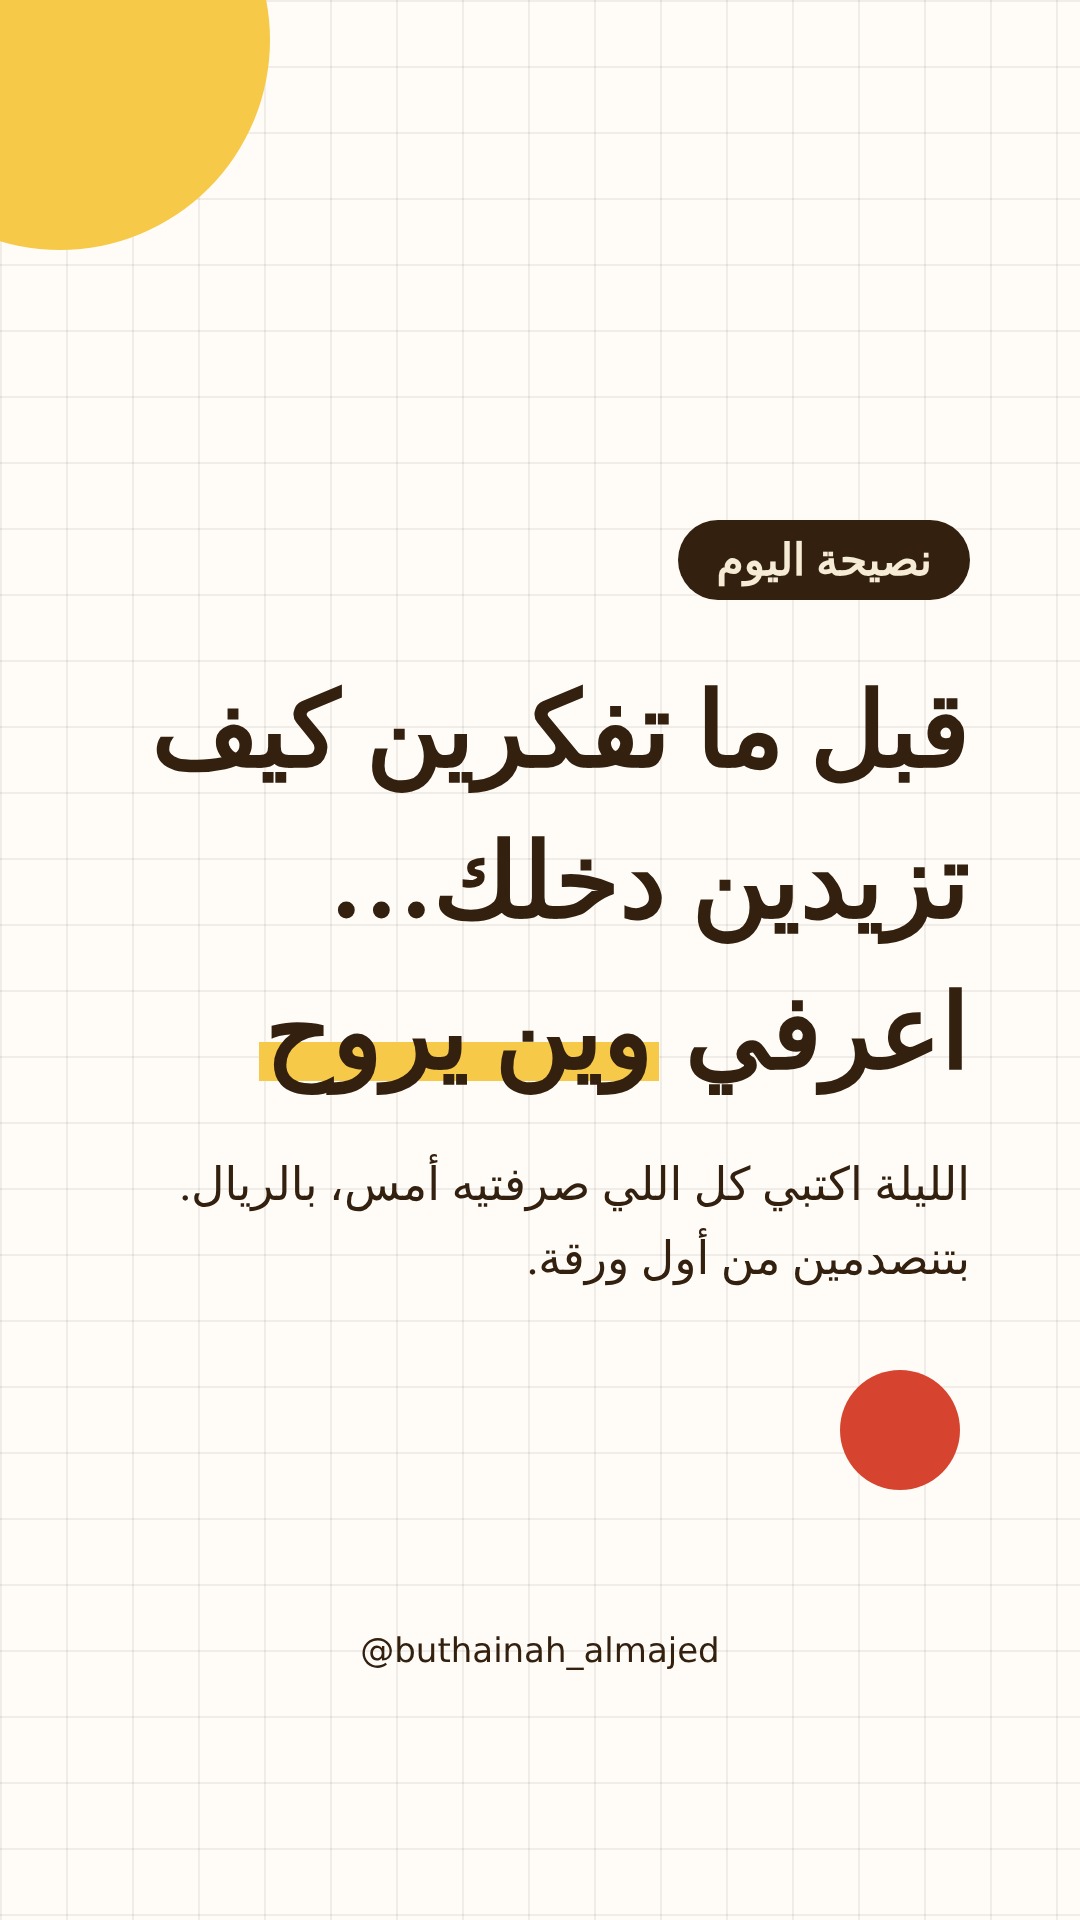 نصيحة اليوم
قبل ما تفكرين كيف
تزيدين دخلك...
اعرفي وين يروح
الليلة اكتبي كل اللي صرفتيه أمس، بالريال.
بتنصدمين من أول ورقة.
@buthainah_almajed